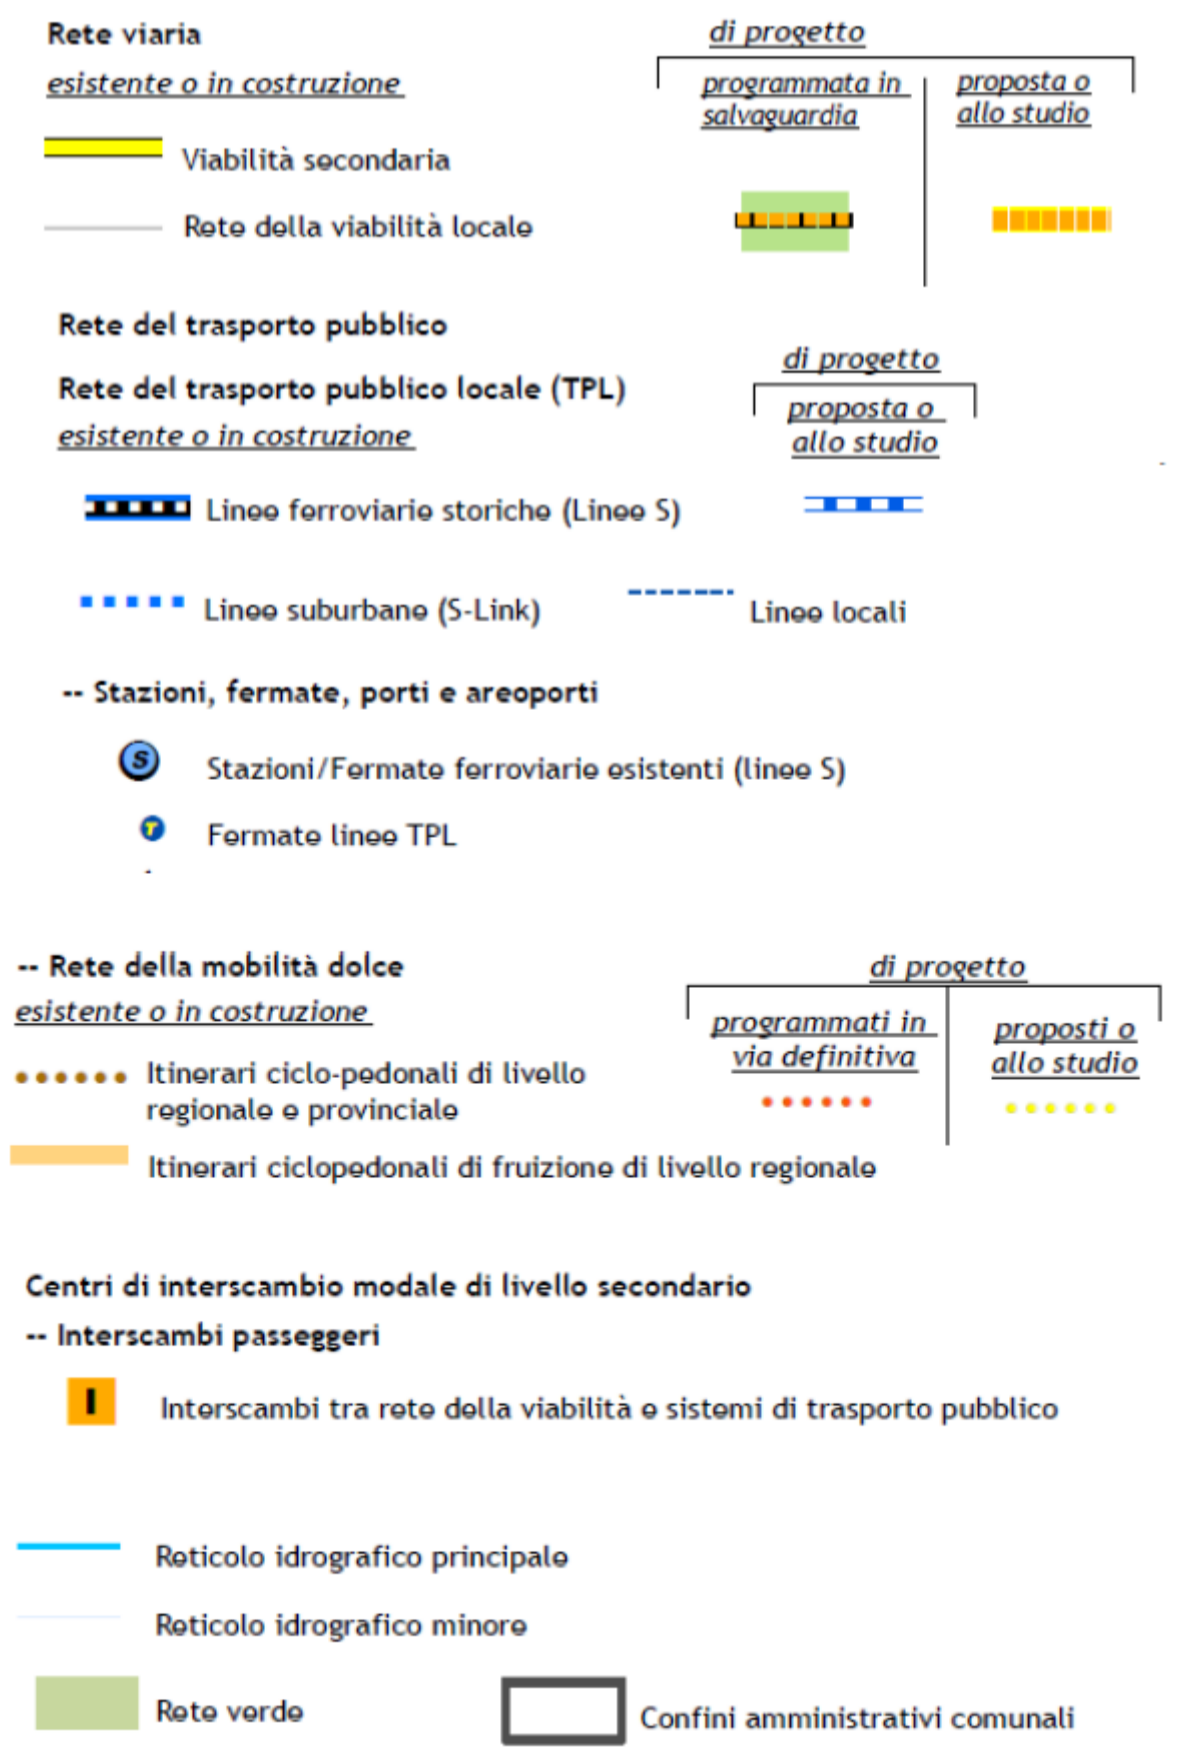 Rete viaria
di progetto
esistente o in costruzione
programmata in
salvaguardia
proposta o
allo studio
Viabilità secondaria
Rete della viabilità locale
Rete del trasporto pubblico
di progetto
Rete del trasporto pubblico locale (TPL)
proposta o
allo studio
esistente o in costruzione
Linee ferroviarie storiche (Linee S)
Linee suburbane (S-Link)
Linee locali
-- Stazioni, fermate, porti e areoporti
S
Stazioni/Fermate ferroviarie esistenti (linee S)
T
Fermate linee TPL
-- Rete della mobilità dolce
di progetto
esistente o in costruzione
programmati in
via definitiva
proposti o
allo studio
Itinerari ciclo-pedonali di livello
regionale e provinciale
Itinerari ciclopedonali di fruizione di livello regionale
Centri di interscambio modale di livello secondario
-- Interscambi passeggeri
I
Interscambi tra rete della viabilità e sistemi di trasporto pubblico
Reticolo idrografico principale
Reticolo idrografico minore
Rete verde
Confini amministrativi comunali